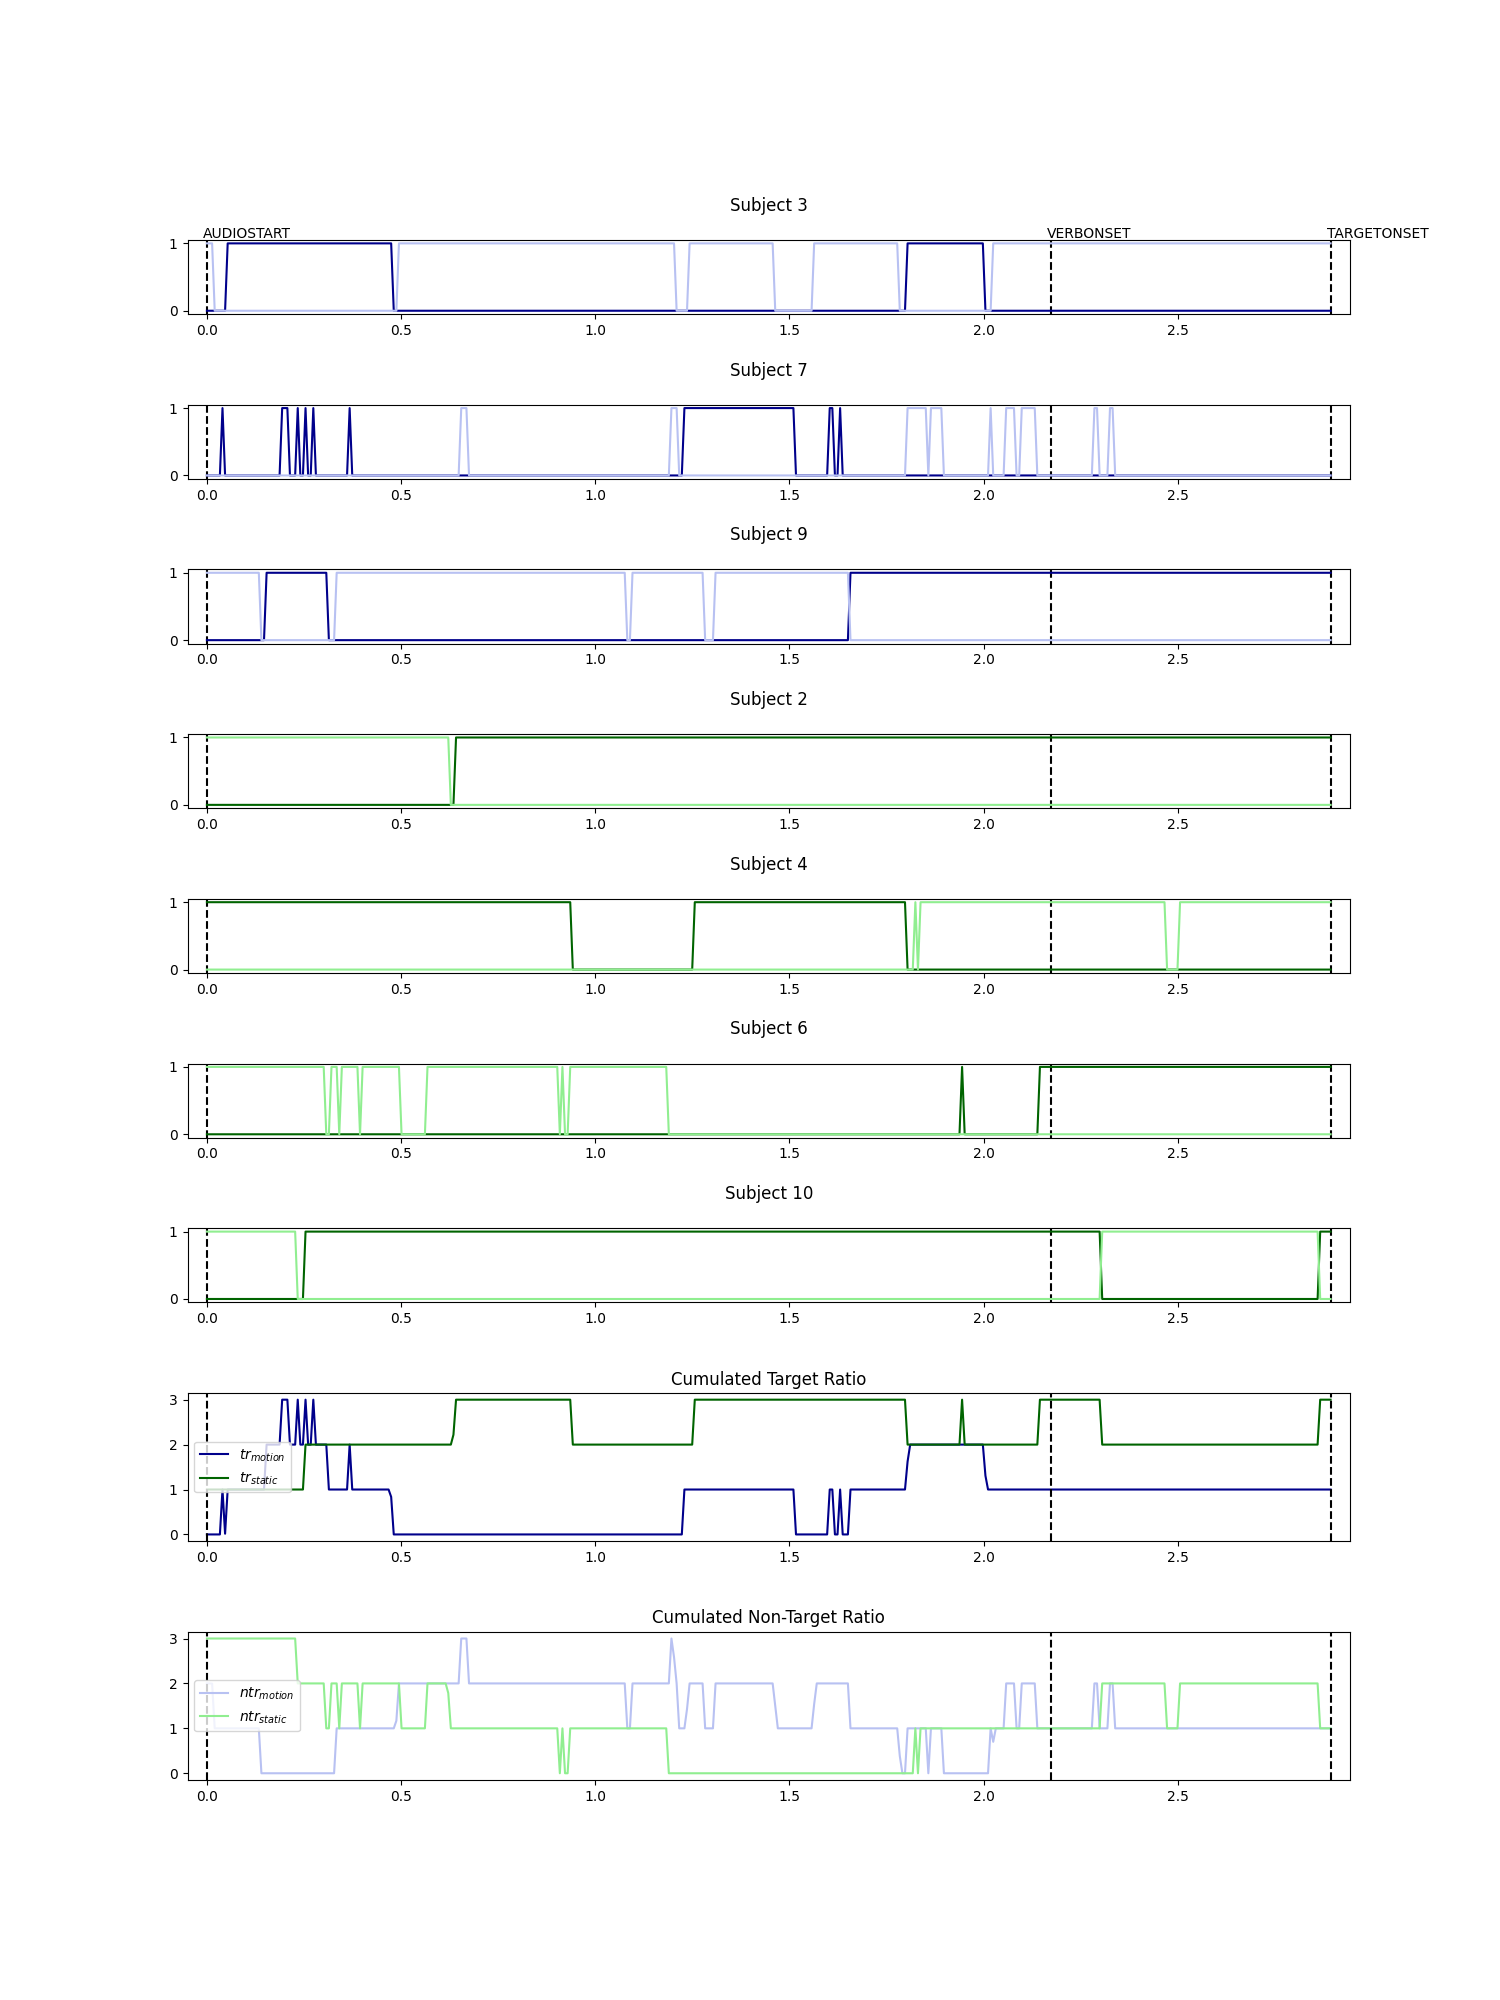 Subject 3
AUDIOSTART VERBONSET TARGETONSET
1
0
0.0 0.5 1.0 1.5 2.0 2.5
Subject 7
1
0
0.0 0.5 1.0 1.5 2.0 2.5
Subject 9
1
0
0.0 0.5 1.0 1.5 2.0 2.5
Subject 2
1
0
0.0 0.5 1.0 1.5 2.0 2.5
Subject 4
1
0
0.0 0.5 1.0 1.5 2.0 2.5
Subject 6
1
0
0.0 0.5 1.0 1.5 2.0 2.5
Subject 10
1
0
0.0 0.5 1.0 1.5 2.0 2.5
Cumulated Target Ratio
3
2
tr_motion
tr_static
1
0
0.0 0.5 1.0 1.5 2.0 2.5
Cumulated Non-Target Ratio
3
2
ntr_motion
ntr_static
1
0
0.0 0.5 1.0 1.5 2.0 2.5